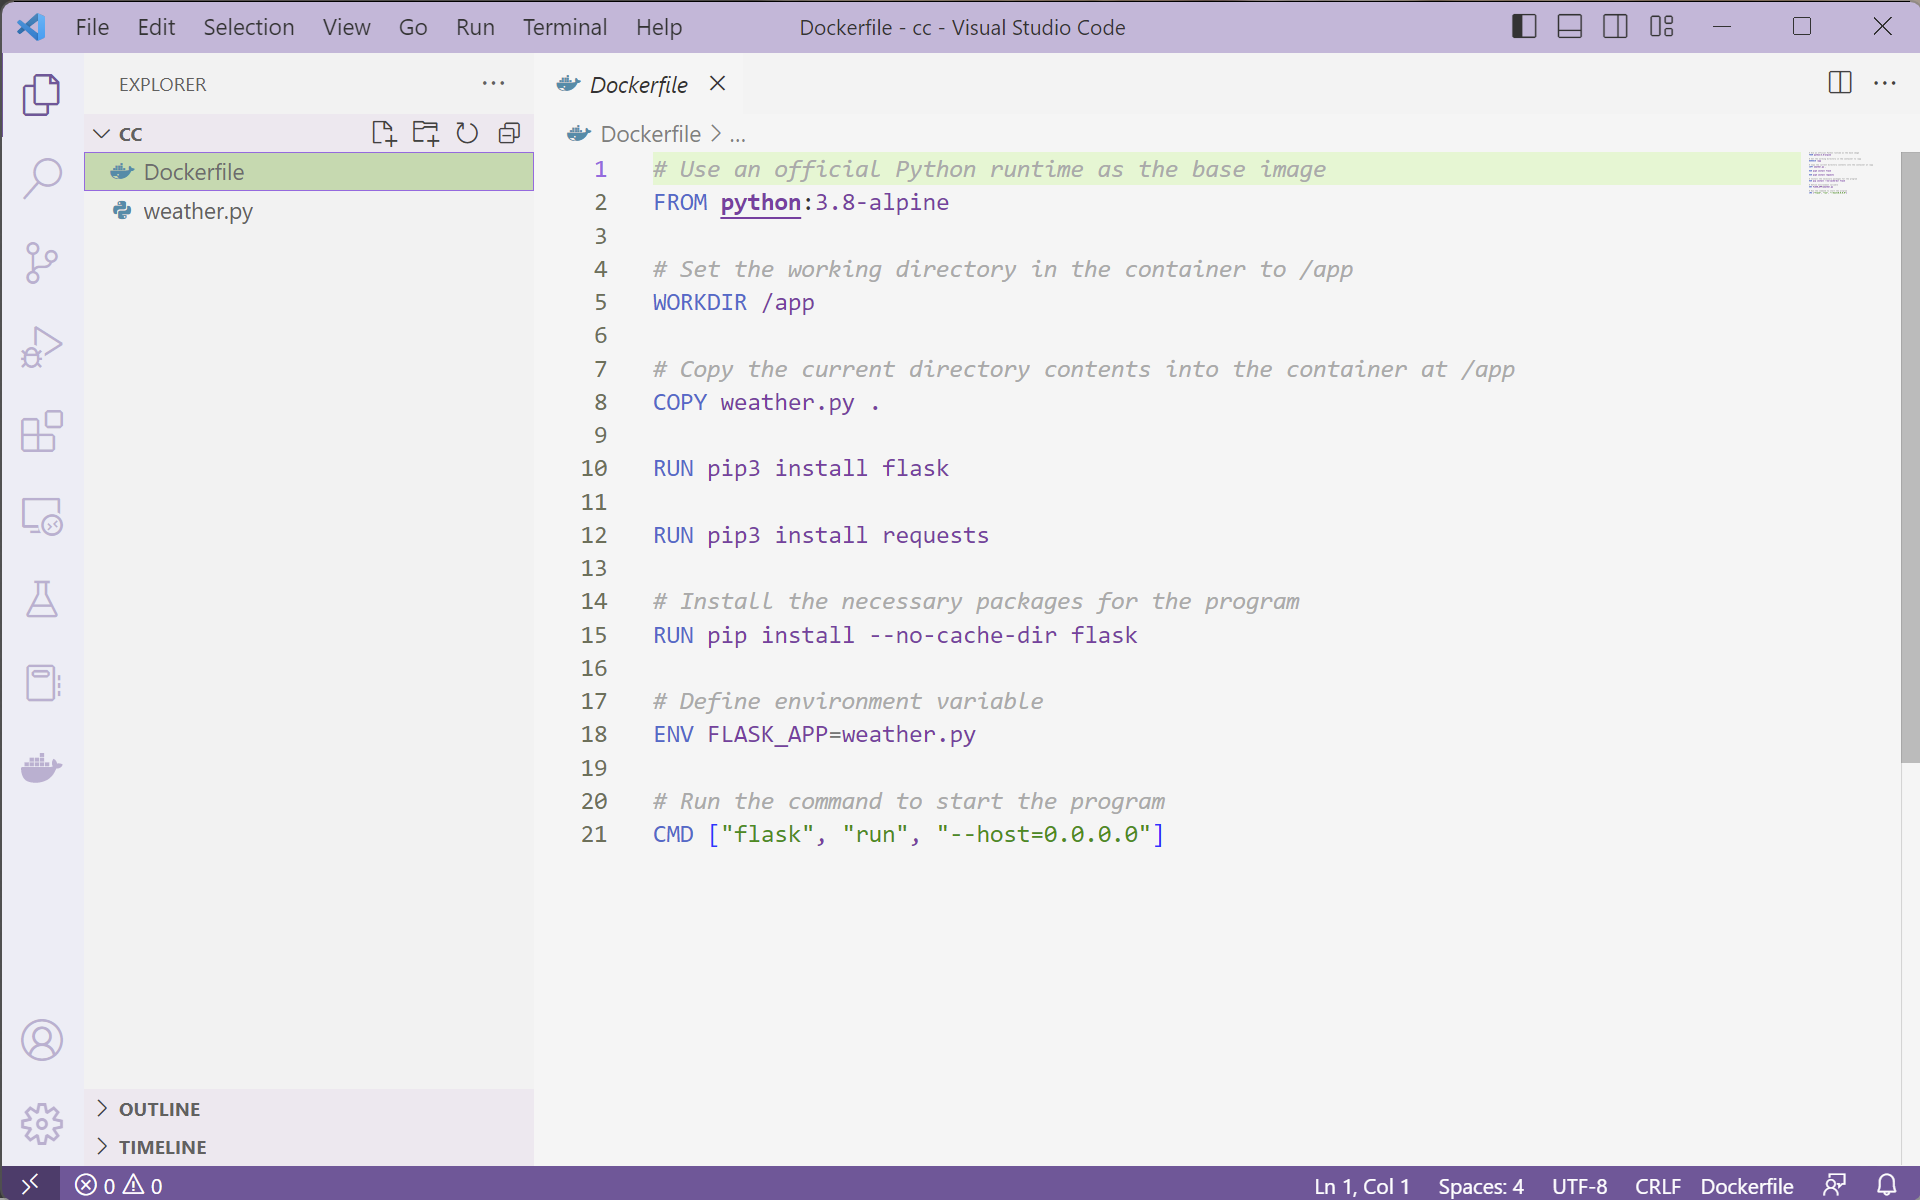 File Edit Selection View Go Run Terminal Help Dockerfile - cc - Visual Studio Code
EXPLORER
CC
Dockerfile
weather.py
OUTLINE
TIMELINE
Dockerfile
Dockerfile > ...
1 # Use an official Python runtime as the base image
2 FROM python:3.8-alpine
3
4 # Set the working directory in the container to /app
5 WORKDIR /app
6
7 # Copy the current directory contents into the container at /app
8 COPY weather.py .
9
10 RUN pip3 install flask
11
12 RUN pip3 install requests
13
14 # Install the necessary packages for the program
15 RUN pip install --no-cache-dir flask
16
17 # Define environment variable
18 ENV FLASK_APP=weather.py
19
20 # Run the command to start the program
21 CMD ["flask", "run", "--host=0.0.0.0"]
0 0 Ln 1, Col 1 Spaces: 4 UTF-8 CRLF Dockerfile